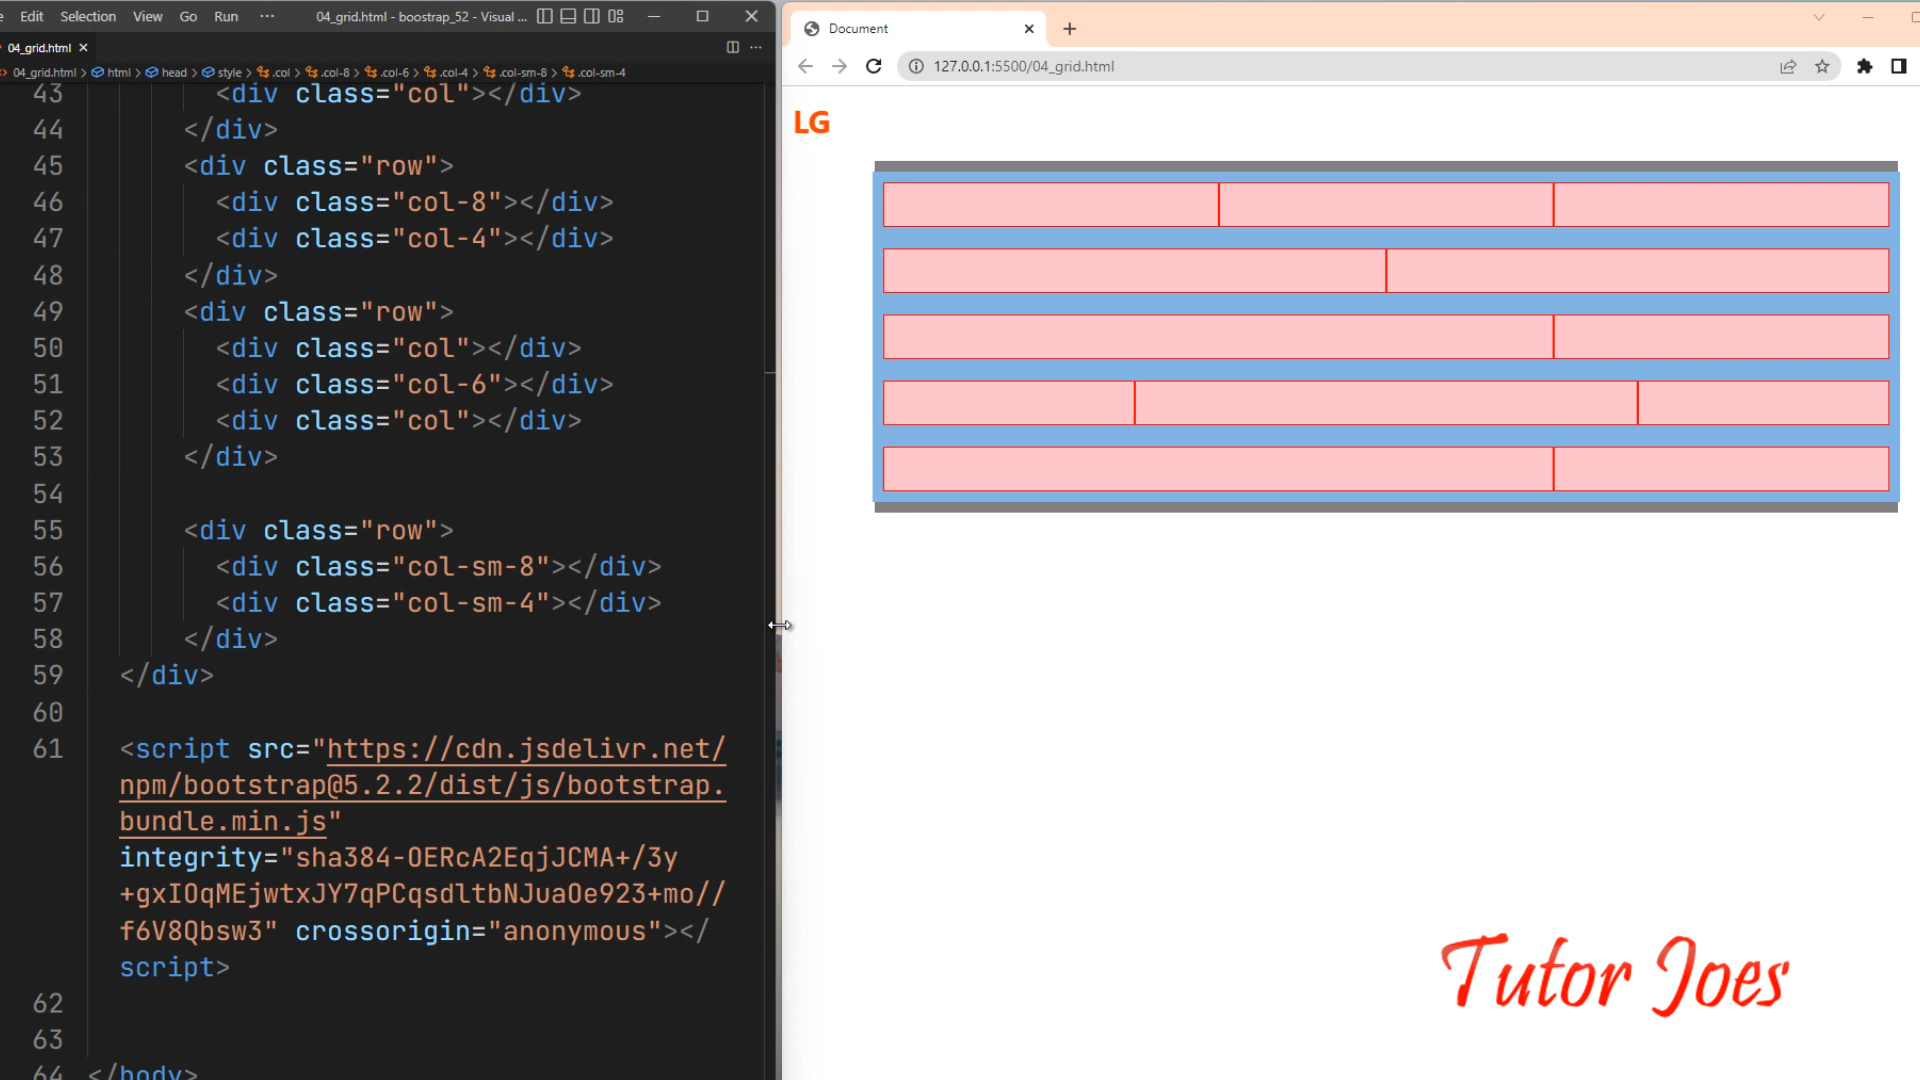 Edit Selection View Go Run ··· 04_grid.html - boostrap_52 - Visual ...
04_grid.html
04_grid.html > html > head > style > .col > .col-8 > .col-6 > .col-4 > .col-sm-8 > .col-sm-4
43 <div class="col"></div>
44 </div>
45 <div class="row">
46 <div class="col-8"></div>
47 <div class="col-4"></div>
48 </div>
49 <div class="row">
50 <div class="col"></div>
51 <div class="col-6"></div>
52 <div class="col"></div>
53 </div>
54
55 <div class="row">
56 <div class="col-sm-8"></div>
57 <div class="col-sm-4"></div>
58 </div>
59 </div>
60
61 <script src="https://cdn.jsdelivr.net/
npm/bootstrap@5.2.2/dist/js/bootstrap.
bundle.min.js"
integrity="sha384-OERcA2EqjJCMA+/3y
+gxIOqMEjwtxJY7qPCqsdltbNJuaOe923+mo//
f6V8Qbsw3" crossorigin="anonymous"></
script>
62
63
64 </body>
Document
127.0.0.1:5500/04_grid.html
LG
Tutor Joes